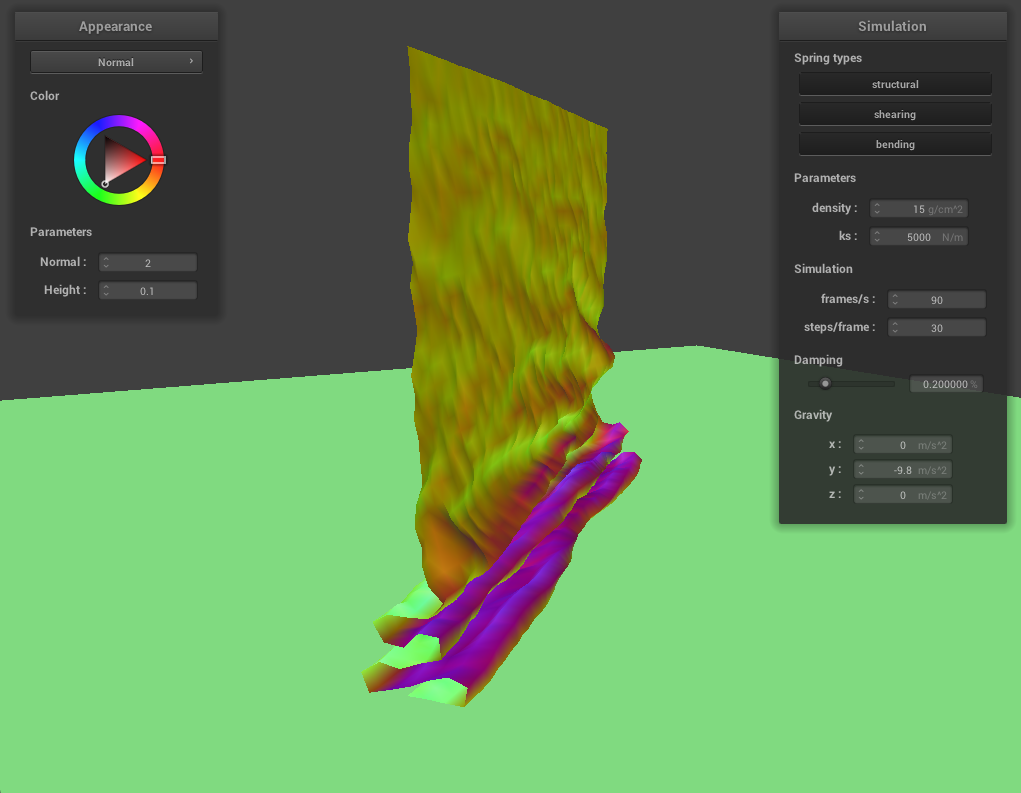 Appearance
Normal
Color
Parameters
Normal : 2
Height : 0.1
Simulation
Spring types
structural
shearing
bending
Parameters
density : 15 g/cm^2
ks : 5000 N/m
Simulation
frames/s : 90
steps/frame : 30
Damping
0.200000 %
Gravity
x : 0 m/s^2
y : -9.8 m/s^2
z : 0 m/s^2